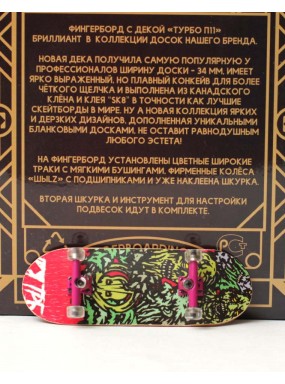 ФИНГЕРБОРД С ДЕКОЙ «ТУРБО П11»
БРИЛЛИАНТ В КОЛЛЕКЦИИ ДОСОК НАШЕГО БРЕНДА.
НОВАЯ ДЕКА ПОЛУЧИЛА САМУЮ ПОПУЛЯРНУЮ У
ПРОФЕССИОНАЛОВ ШИРИНУ ДОСКИ - 34 ММ, ИМЕЕТ
ЯРКО ВЫРАЖЕННЫЙ, НО ПЛАВНЫЙ КОНКЕЙВ ДЛЯ БОЛЕЕ
ЧЁТКОГО ЩЕЛЧКА И ВЫПОЛНЕНА ИЗ КАНАДСКОГО
КЛЁНА И КЛЕЯ "SK8" В ТОЧНОСТИ КАК ЛУЧШИЕ
СКЕЙТБОРДЫ В МИРЕ. НУ А НОВАЯ КОЛЛЕКЦИЯ ЯРКИХ
И ДЕРЗКИХ ДИЗАЙНОВ, ДОПОЛНЕННАЯ УНИКАЛЬНЫМИ
БЛАНКОВЫМИ ДОСКАМИ, НЕ ОСТАВИТ РАВНОДУШНЫМ
ЛЮБОГО ЭСТЕТА!
НА ФИНГЕРБОРД УСТАНОВЛЕНЫ ЦВЕТНЫЕ ШИРОКИЕ
ТРАКИ С МЯГКИМИ БУШИНГАМИ, ФИРМЕННЫЕ КОЛЁСА
«ШЫLZ» С ПОДШИПНИКАМИ И УЖЕ НАКЛЕЕНА ШКУРКА.
ВТОРАЯ ШКУРКА И ИНСТРУМЕНТ ДЛЯ НАСТРОЙКИ
ПОДВЕСОК ИДУТ В КОМПЛЕКТЕ.